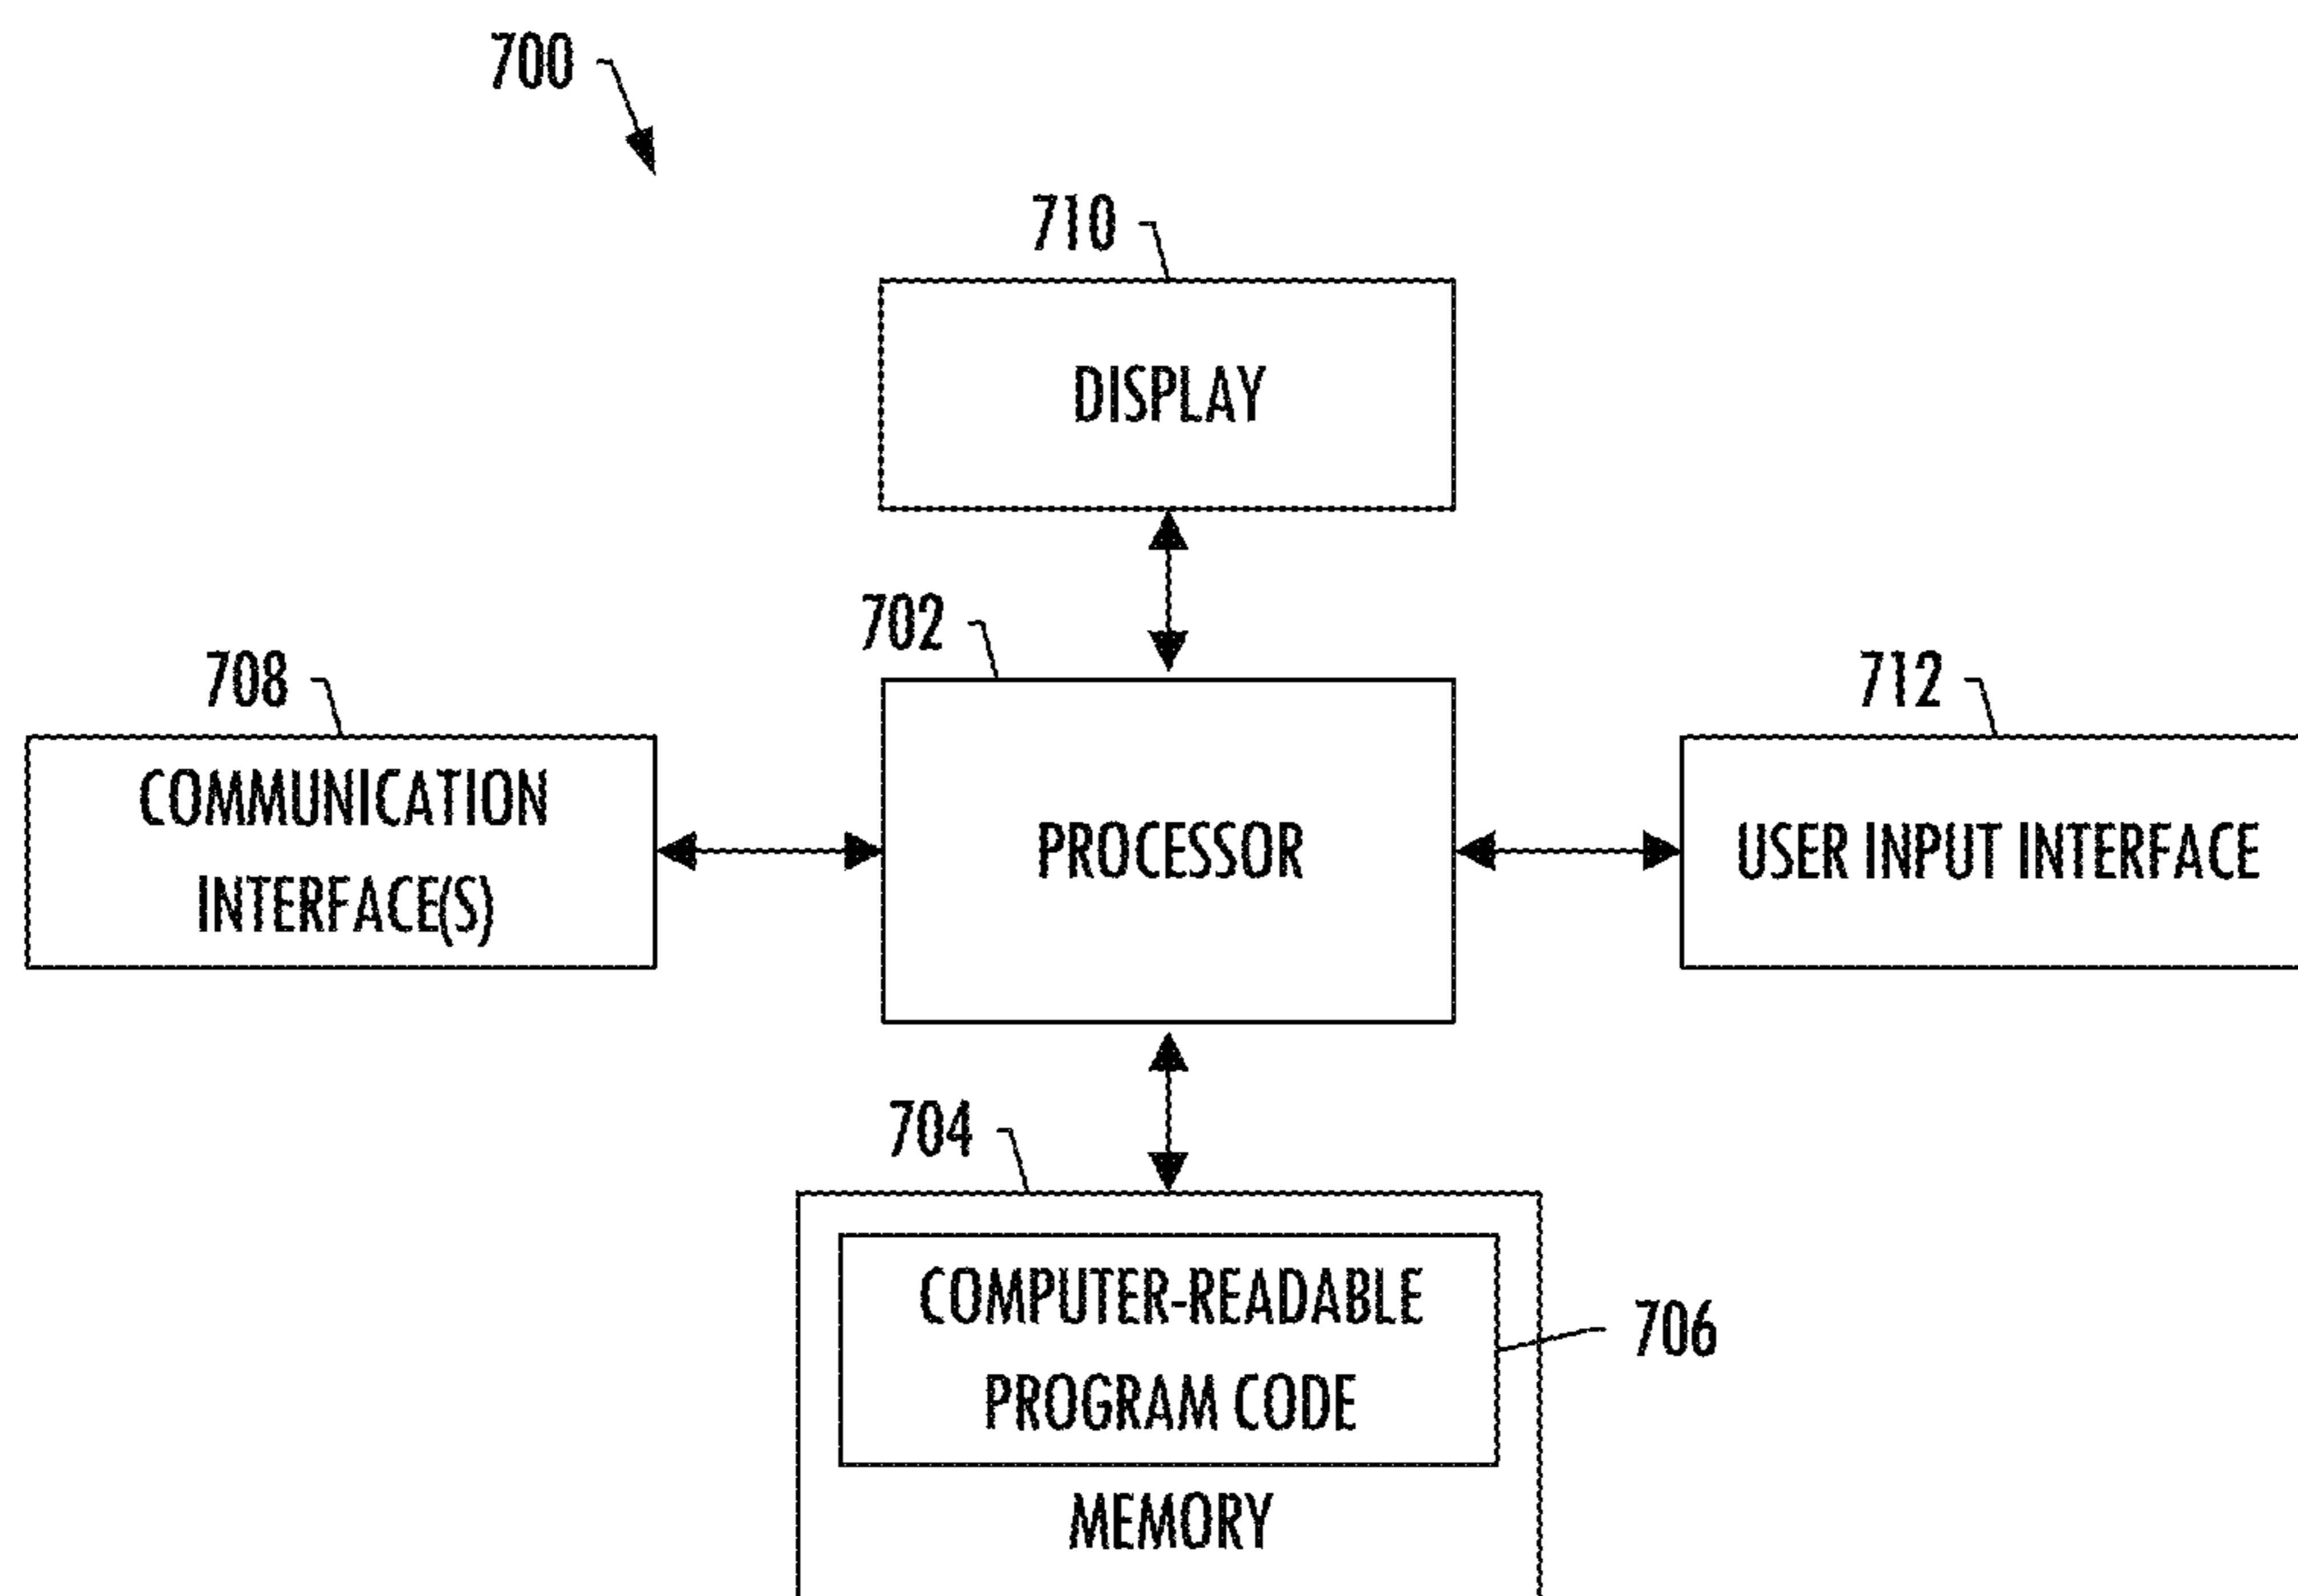 700
710
DISPLAY
702
708
712
COMMUNICATION
INTERFACE(S)
PROCESSOR
USER INPUT INTERFACE
704
COMPUTER-READABLE
PROGRAM CODE
706
MEMORY